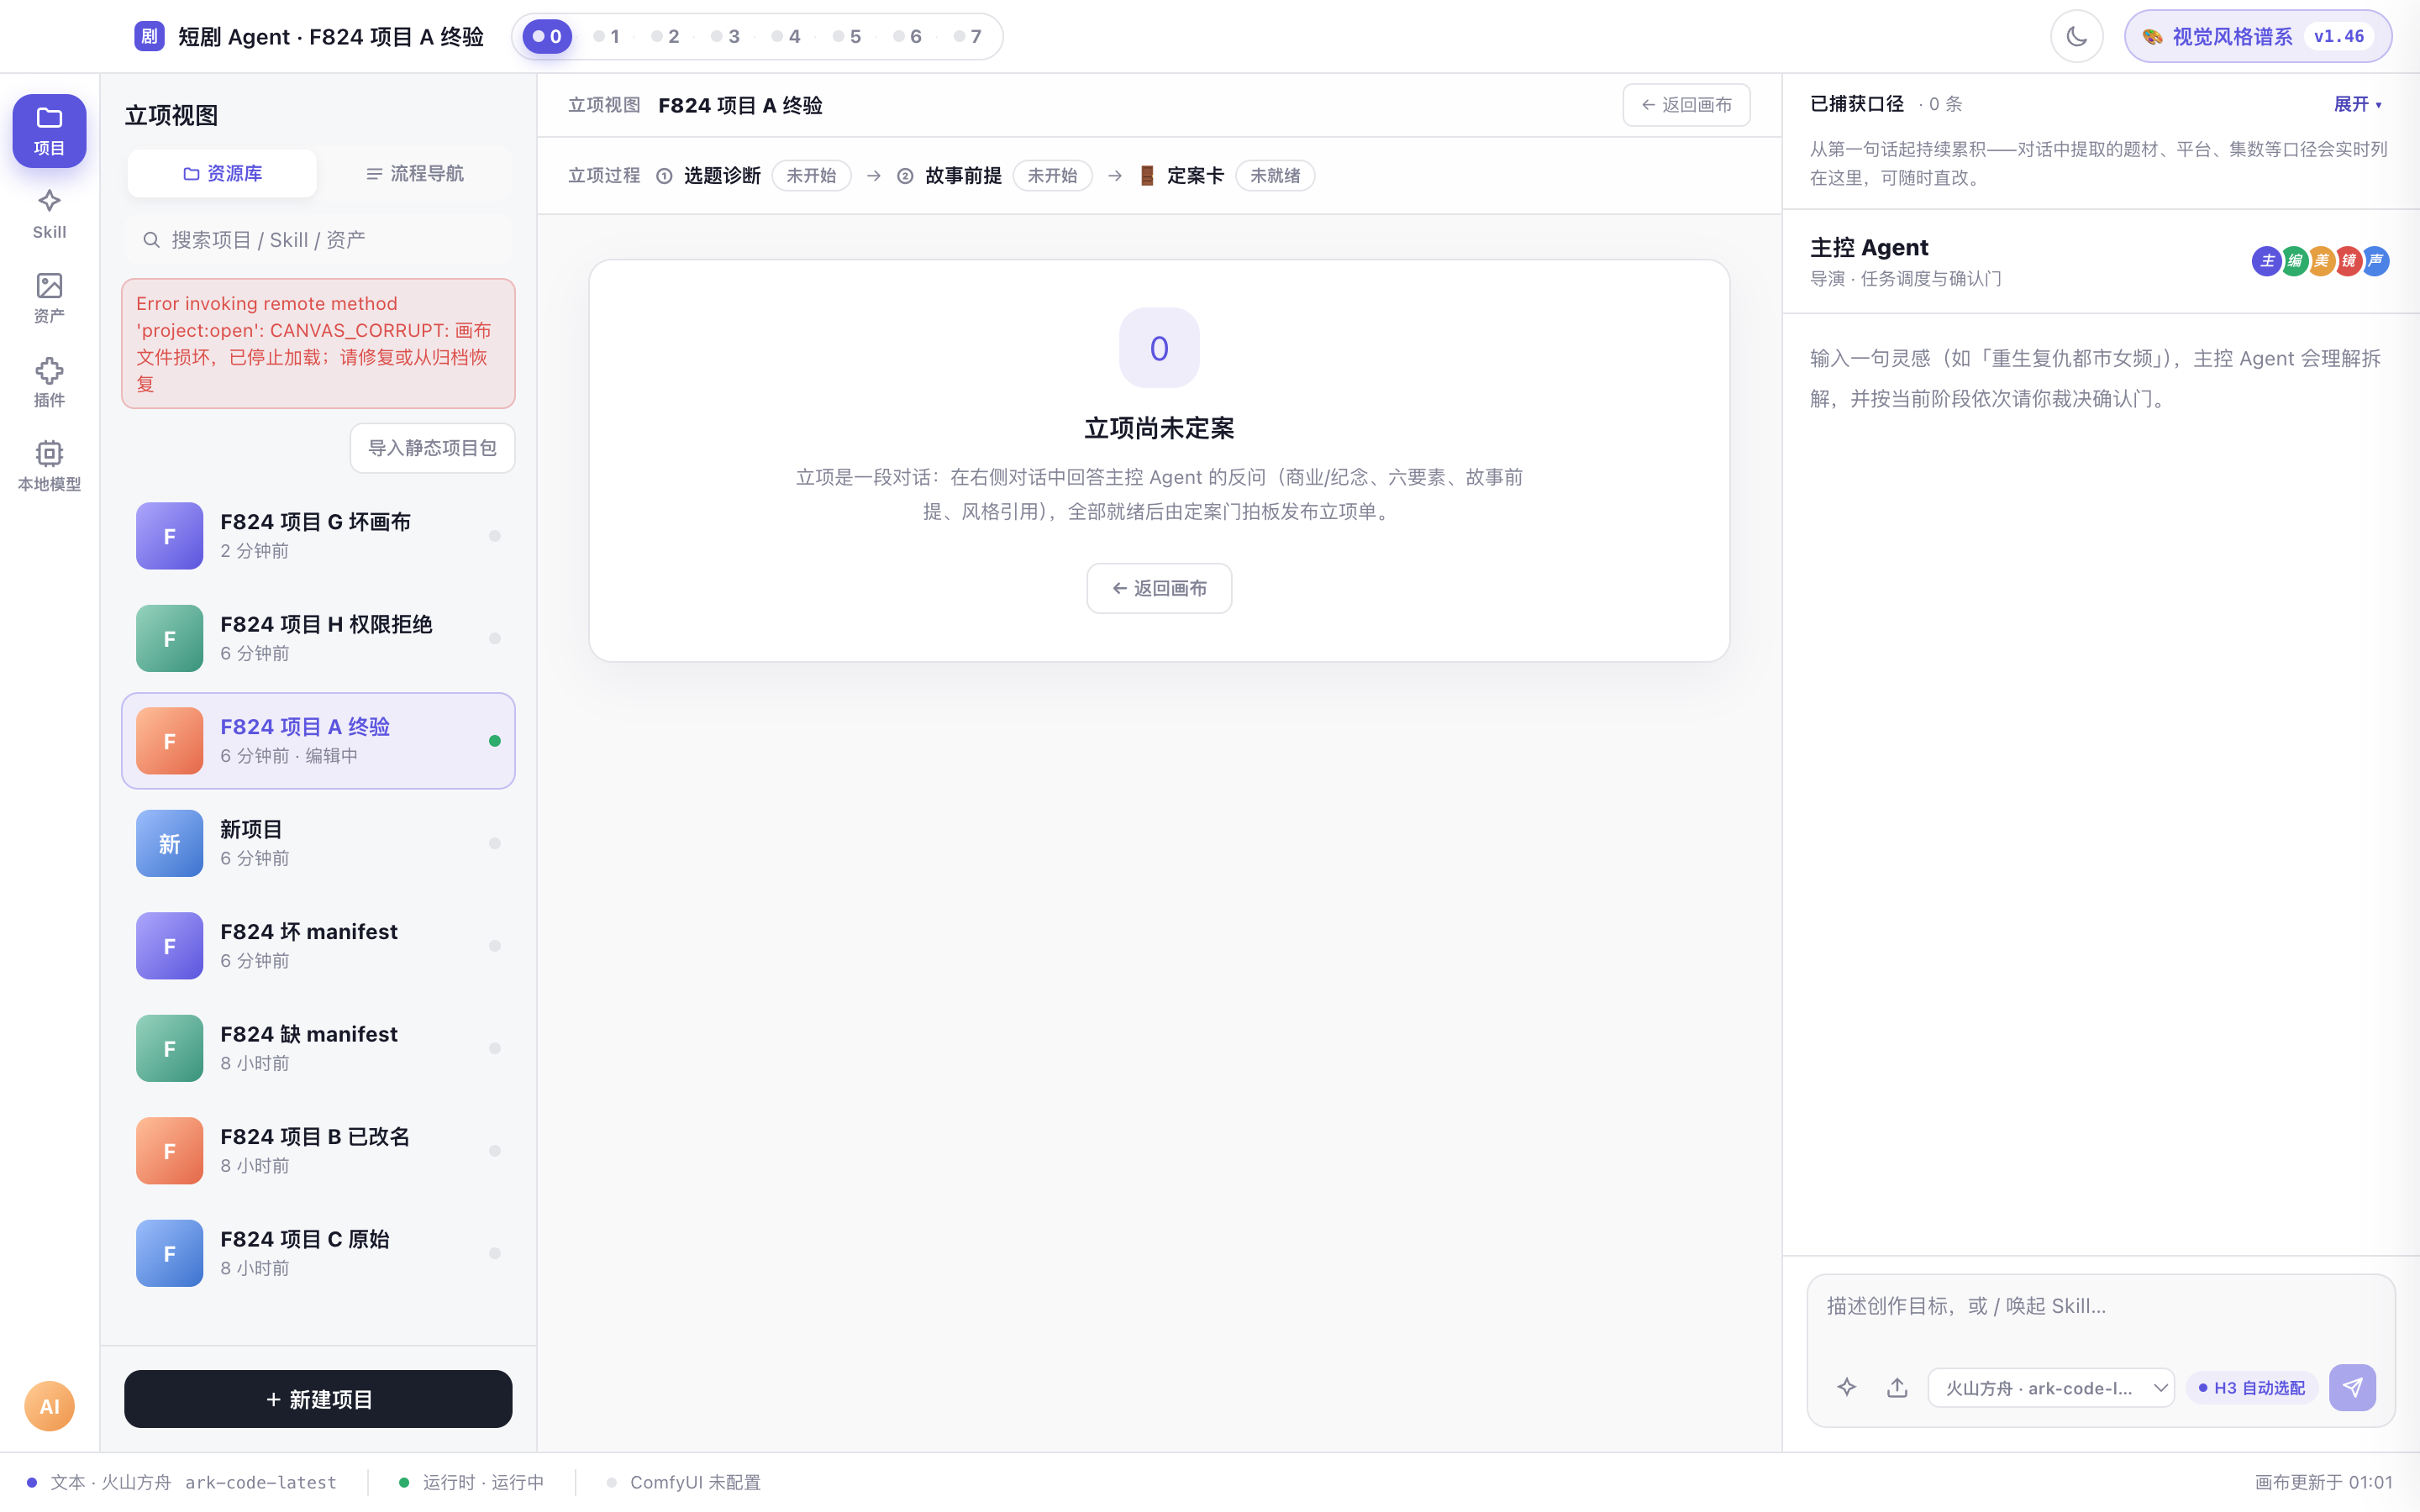 剧 短剧 Agent · F824 项目 A 终验
0 · 1 · 2 · 3 · 4 · 5 · 6 · 7
视觉风格谱系 v1.46
项目
Skill
资产
插件
本地模型
AI
立项视图
资源库
流程导航
搜索项目 / Skill / 资产
Error invoking remote method
'project:open': CANVAS_CORRUPT: 画布
文件损坏，已停止加载；请修复或从归档恢
复
导入静态项目包
F
F824 项目 G 坏画布
2 分钟前
F
F824 项目 H 权限拒绝
6 分钟前
F
F824 项目 A 终验
6 分钟前 · 编辑中
新
新项目
6 分钟前
F
F824 坏 manifest
6 分钟前
F
F824 缺 manifest
8 小时前
F
F824 项目 B 已改名
8 小时前
F
F824 项目 C 原始
8 小时前
+ 新建项目
立项视图 F824 项目 A 终验
← 返回画布
立项过程 ① 选题诊断 未开始 → ② 故事前提 未开始 → 定案卡 未就绪
0
立项尚未定案
立项是一段对话：在右侧对话中回答主控 Agent 的反问（商业/纪念、六要素、故事前
提、风格引用），全部就绪后由定案门拍板发布立项单。
← 返回画布
已捕获口径 · 0 条
展开 ▾
从第一句话起持续累积——对话中提取的题材、平台、集数等口径会实时列
在这里，可随时直改。
主控 Agent
导演 · 任务调度与确认门
主 编 美 镜 声
输入一句灵感（如「重生复仇都市女频」），主控 Agent 会理解拆
解，并按当前阶段依次请你裁决确认门。
描述创作目标，或 / 唤起 Skill...
火山方舟 · ark-code-l...
H3 自动选配
文本 · 火山方舟 ark-code-latest
运行时 · 运行中
ComfyUI 未配置
画布更新于 01:01